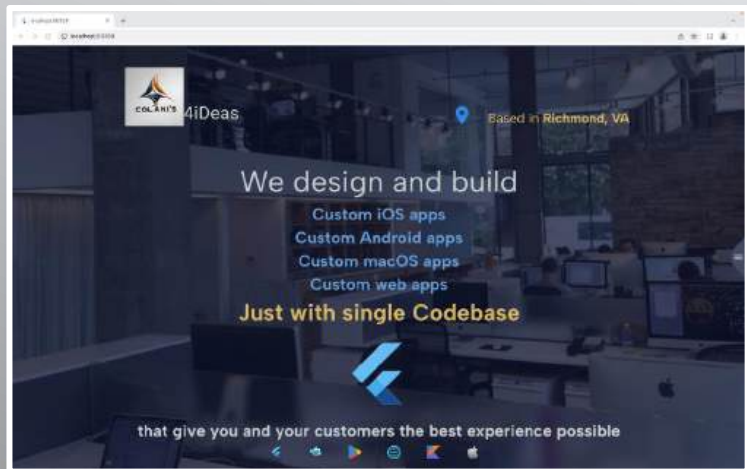 COLANI'S
4iDeas
Based in Richmond, VA
We design and build
Custom iOS apps
Custom Android apps
Custom macOS apps
Custom web apps
Just with single Codebase
that give you and your customers the best experience possible